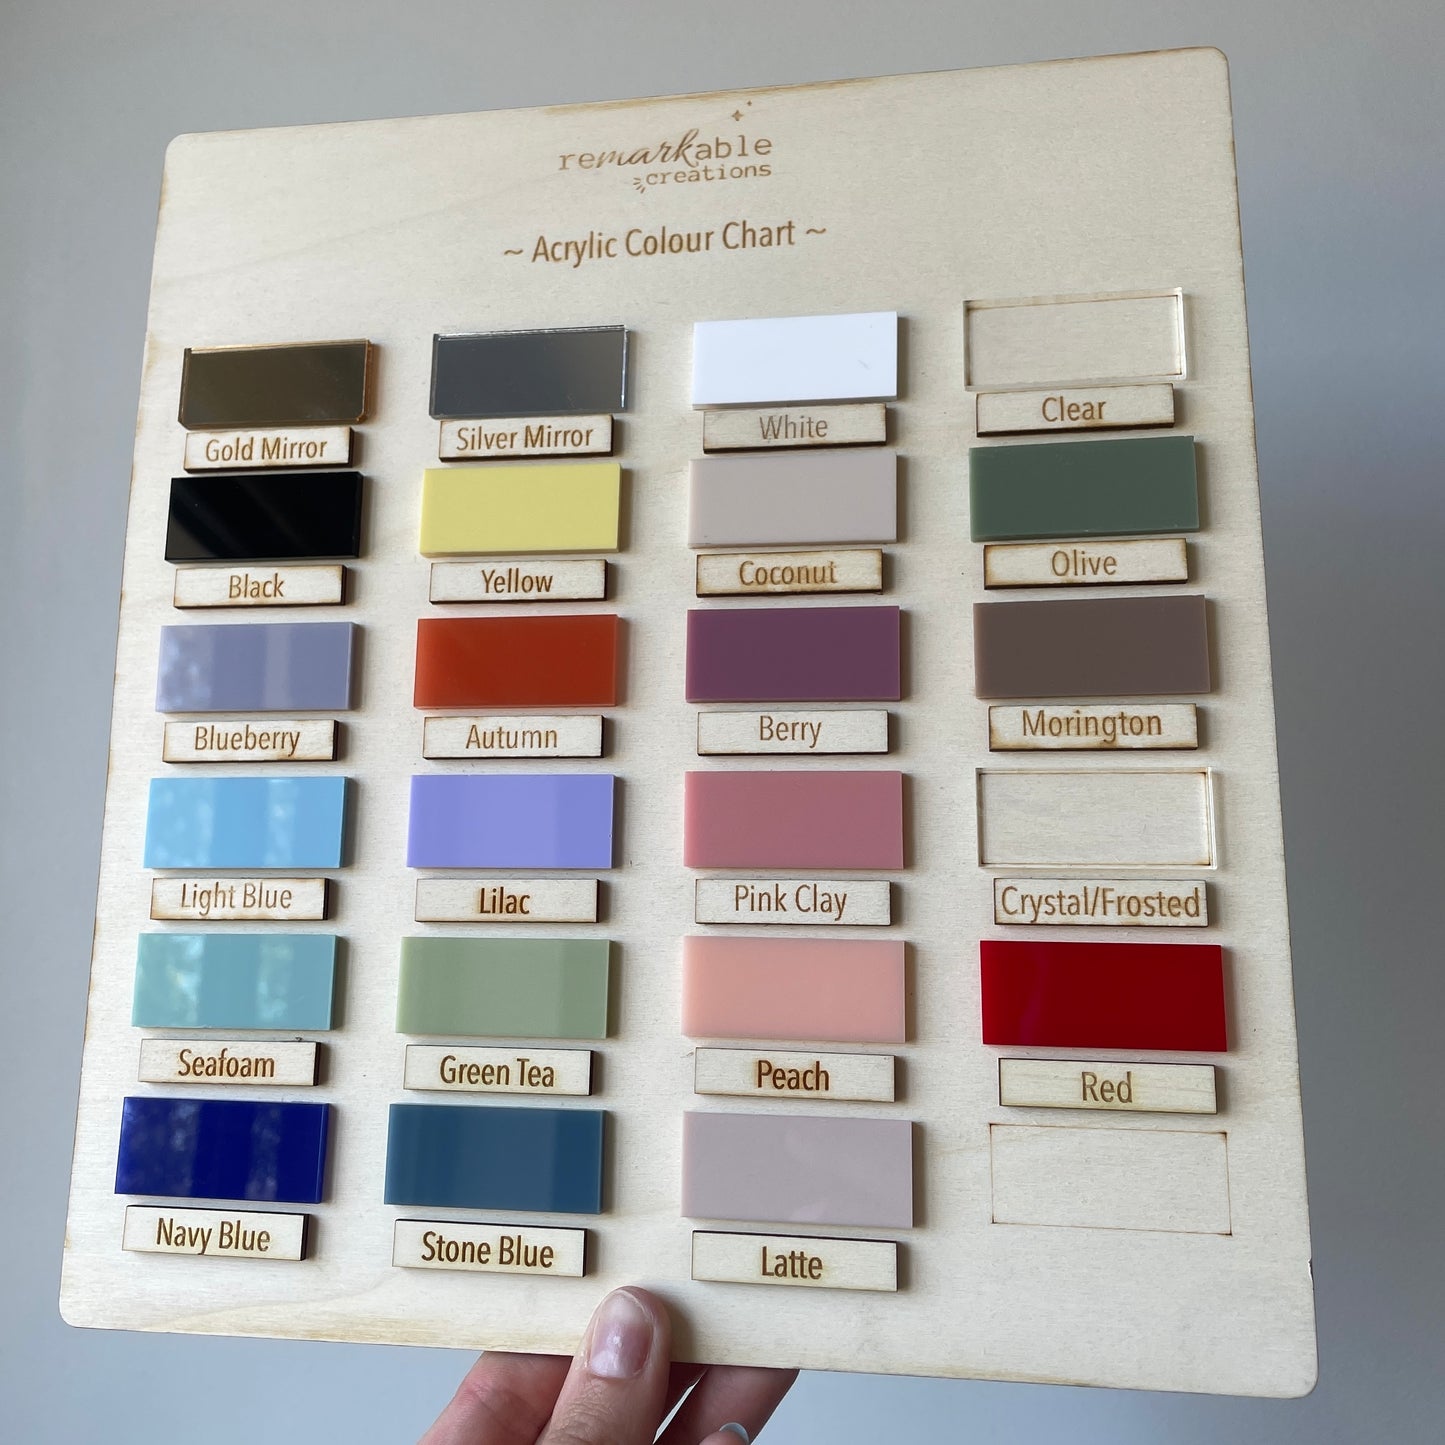 remarkable
creations
~ Acrylic Colour Chart ~
Gold Mirror
Silver Mirror
White
Clear
Black
Yellow
Coconut
Olive
Blueberry
Autumn
Berry
Morington
Light Blue
Lilac
Pink Clay
Crystal/Frosted
Seafoam
Green Tea
Peach
Red
Navy Blue
Stone Blue
Latte